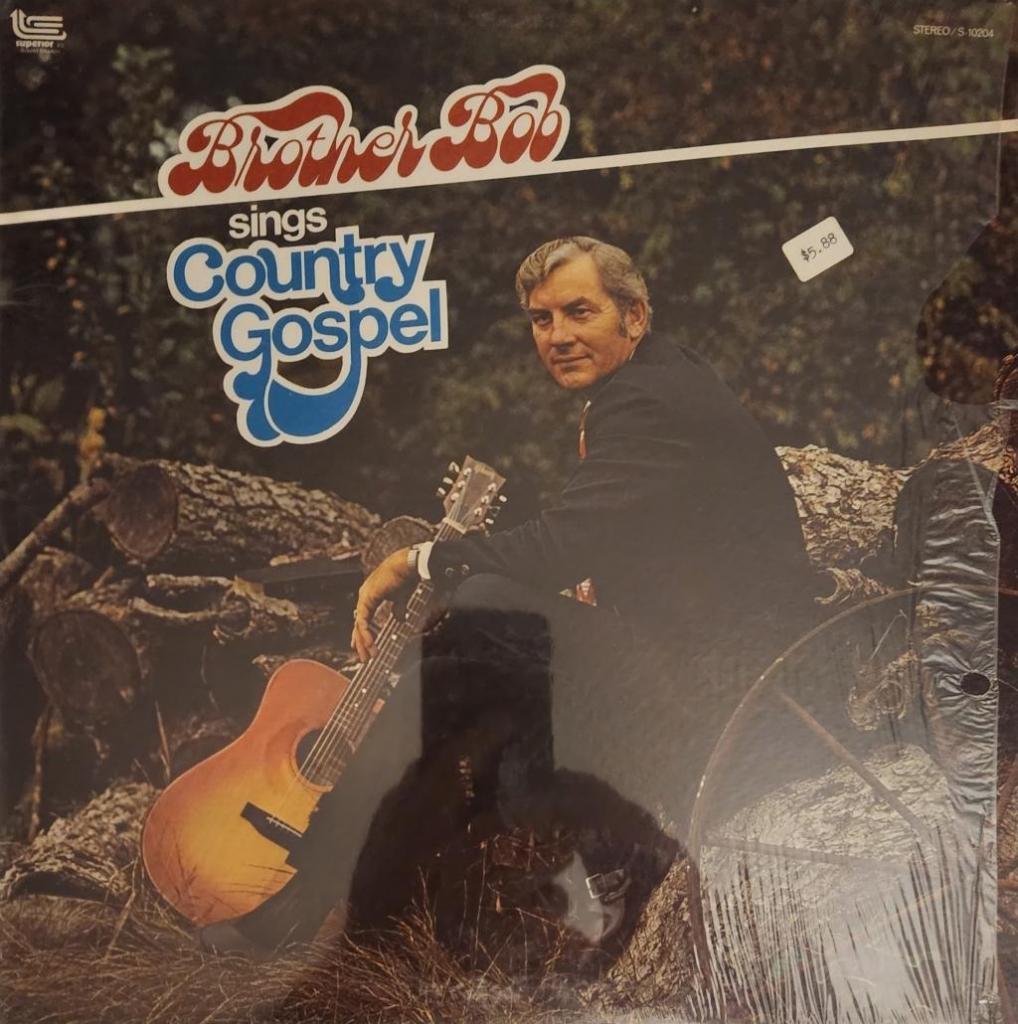 superior
STEREO/S-10204
Brother Bob
sings
Country
Gospel
$5.88